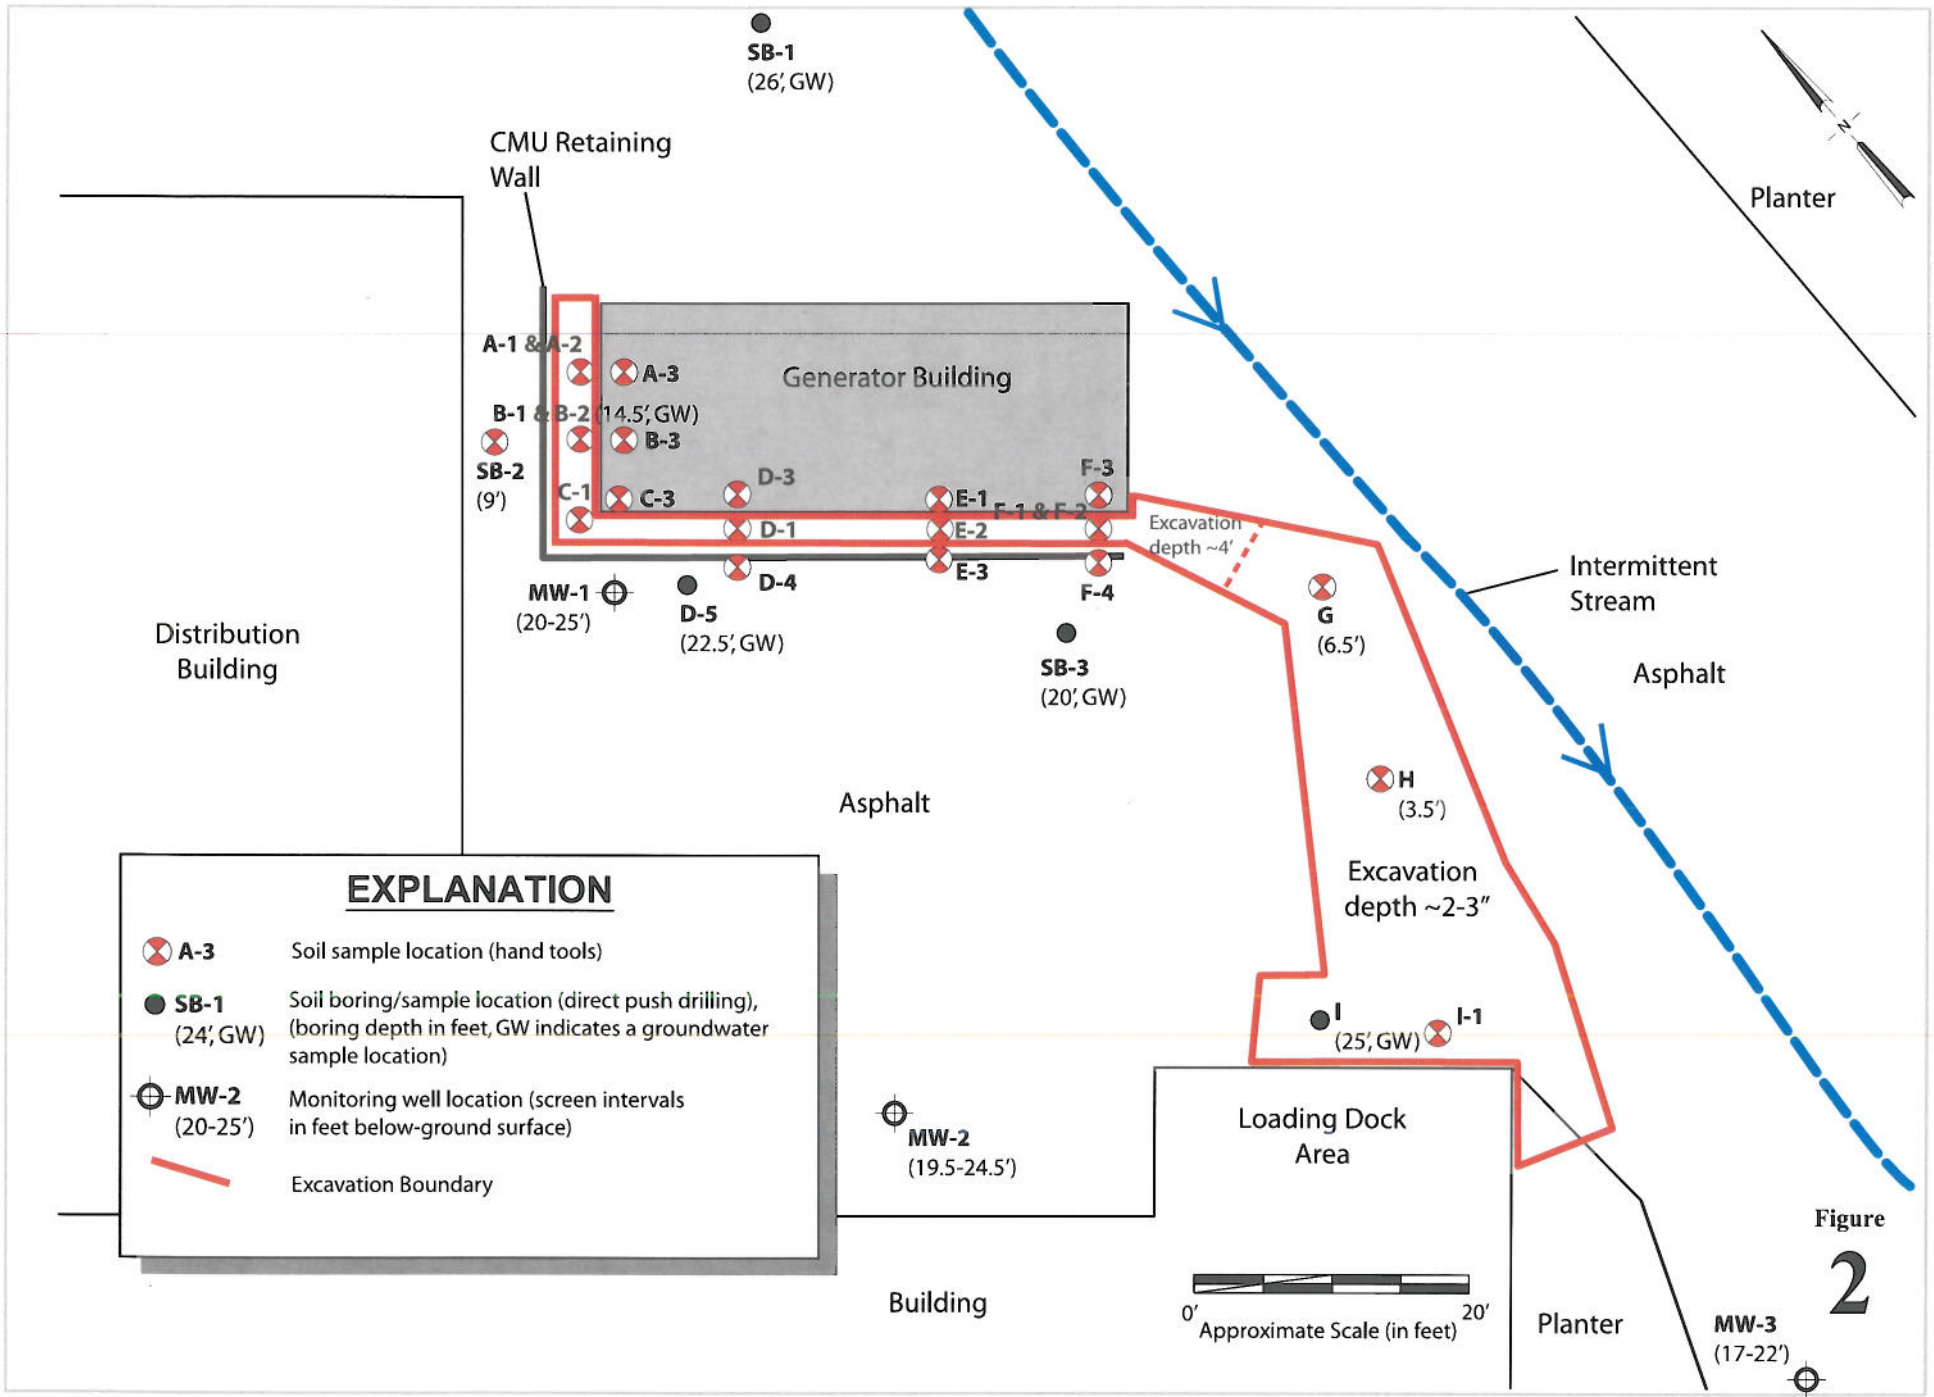 SB-1
(26', GW)
CMU Retaining
Wall
N
Planter
A-1 & A-2
A-3
Generator Building
B-1 & B-2 (14.5', GW)
B-3
SB-2
(9')
C-1
C-3
D-3
D-1
D-4
E-1
E-2
E-3
F-3
F-1 & F-2
F-4
Excavation
depth ~4'
MW-1
(20-25')
D-5
(22.5', GW)
SB-3
(20', GW)
G
(6.5')
Intermittent
Stream
Asphalt
Distribution
Building
Asphalt
H
(3.5')
Excavation
depth ~2-3"
I
(25', GW)
I-1
EXPLANATION
A-3
Soil sample location (hand tools)
SB-1
(24', GW)
Soil boring/sample location (direct push drilling),
(boring depth in feet, GW indicates a groundwater
sample location)
MW-2
(20-25')
Monitoring well location (screen intervals
in feet below-ground surface)
Excavation Boundary
MW-2
(19.5-24.5')
Loading Dock
Area
Building
0'
20'
Approximate Scale (in feet)
Planter
MW-3
(17-22')
Figure
2